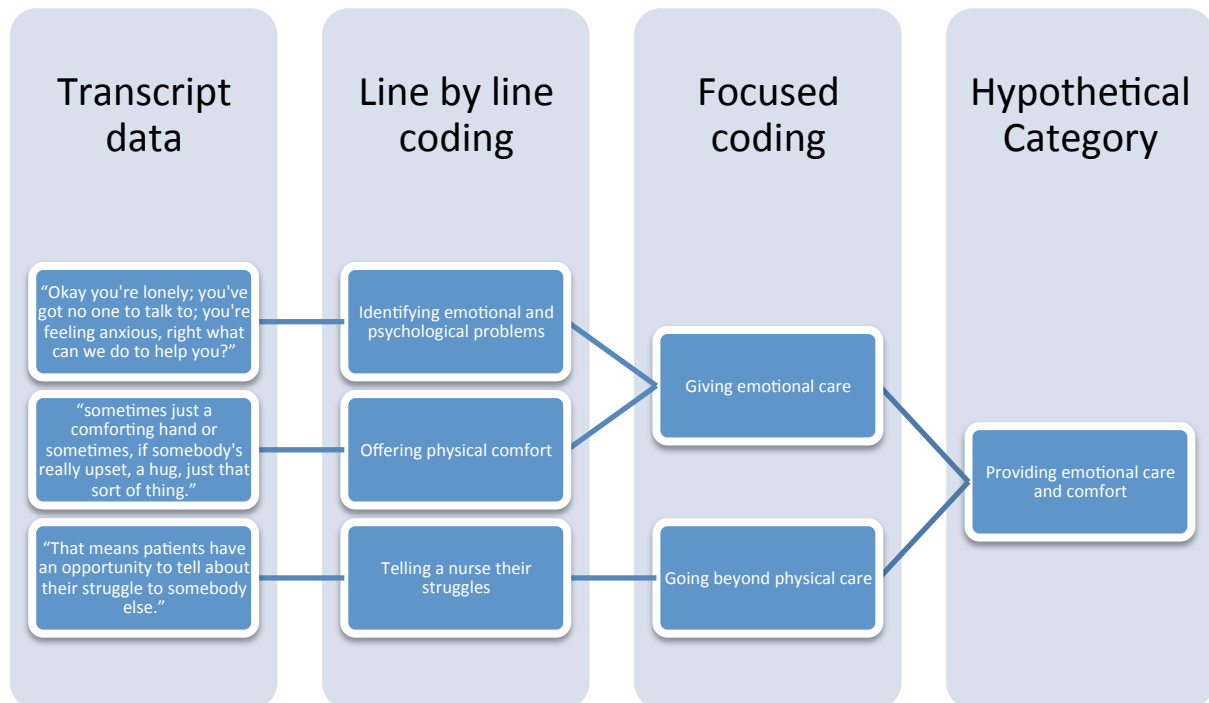 Transcript
data
Line by line
coding
Focused
coding
Hypothetical
Category
“Okay you're lonely; you've
got no one to talk to; you're
feeling anxious, right what
can we do to help you?”
Identifying emotional and
psychological problems
Giving emotional care
“sometimes just a
comforting hand or
sometimes, if somebody's
really upset, a hug, just that
sort of thing.”
Offering physical comfort
Providing emotional care
and comfort
“That means patients have
an opportunity to tell about
their struggle to somebody
else.”
Telling a nurse their
struggles
Going beyond physical care